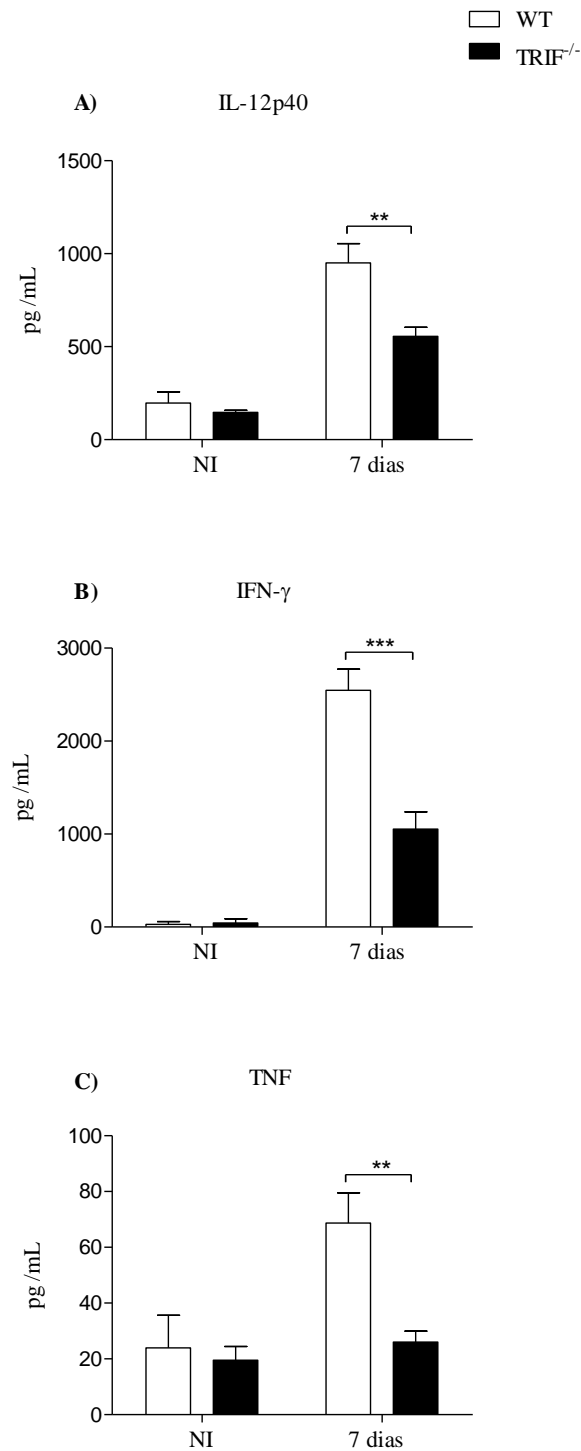 WT
TRIF-/-
A) IL-12p40
1500
1000
500
0
pg/mL
**
NI 7 dias
B) IFN-γ
3000
2000
1000
0
pg/mL
***
NI 7 dias
C) TNF
100
80
60
40
20
0
pg/mL
**
NI 7 dias